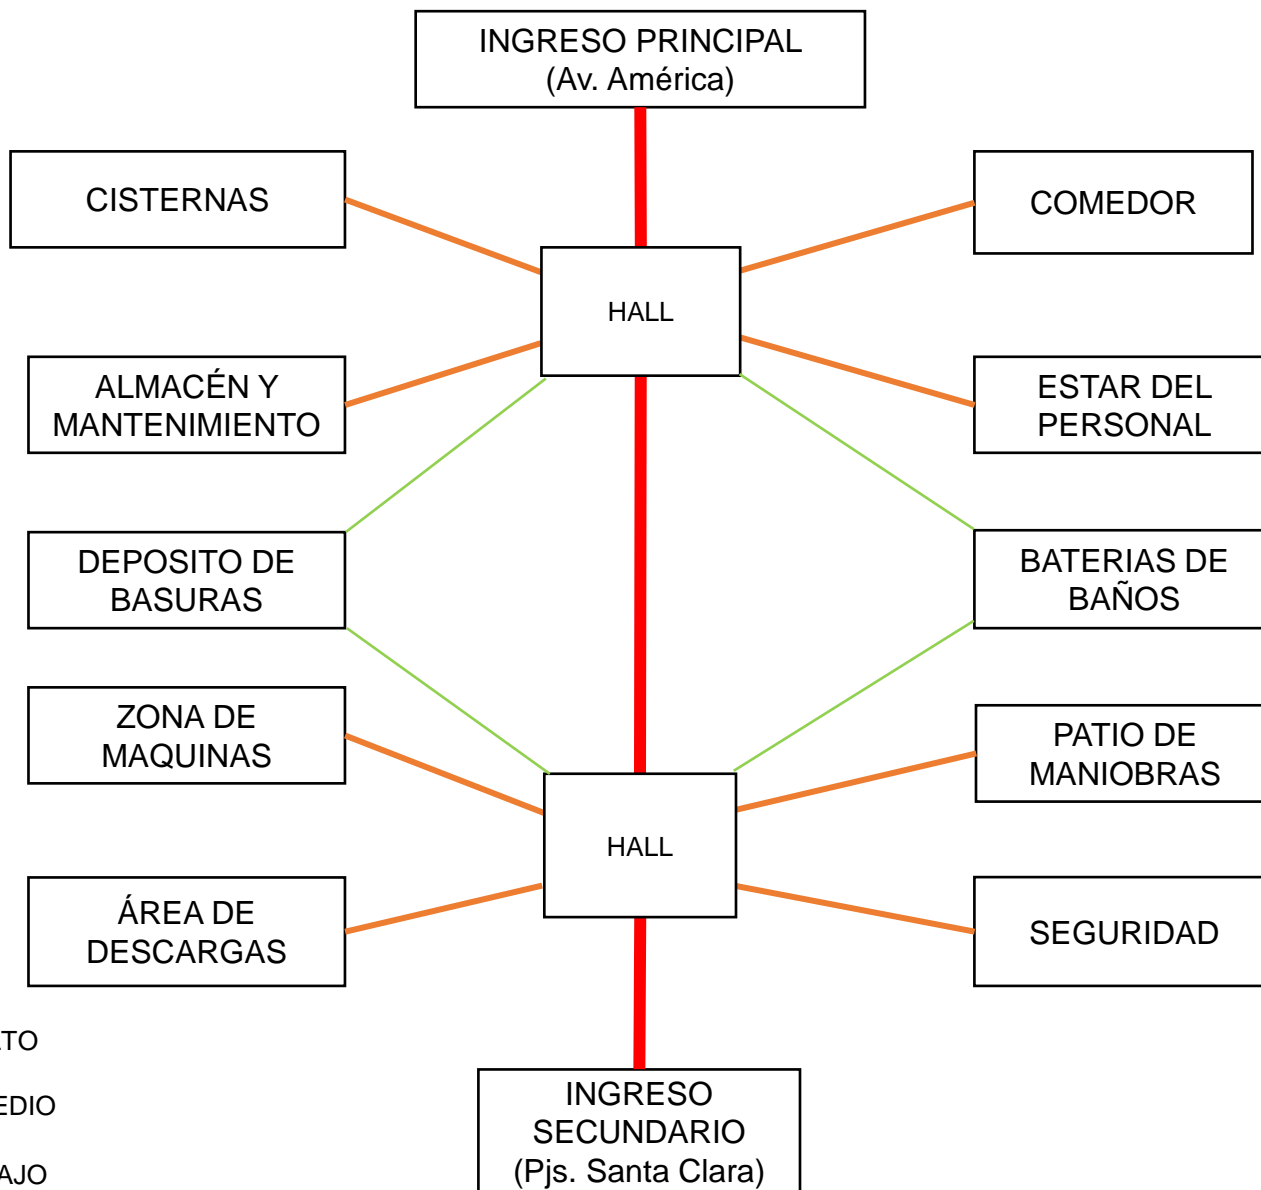 INGRESO PRINCIPAL
(Av. América)
CISTERNAS
COMEDOR
HALL
ALMACÉN Y
MANTENIMIENTO
ESTAR DEL
PERSONAL
DEPOSITO DE
BASURAS
BATERIAS DE
BAÑOS
ZONA DE
MAQUINAS
PATIO DE
MANIOBRAS
HALL
ÁREA DE
DESCARGAS
SEGURIDAD
INGRESO
SECUNDARIO
(Pjs. Santa Clara)